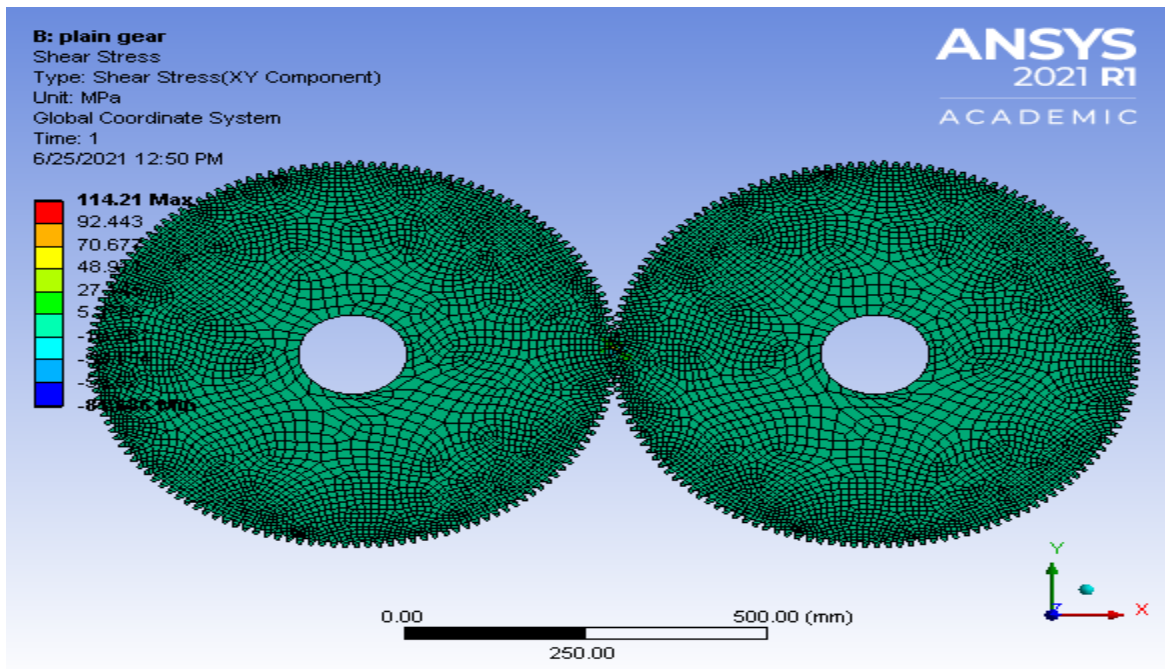 B: plain gear
Shear Stress
Type: Shear Stress(XY Component)
Unit: MPa
Global Coordinate System
Time: 1
6/25/2021 12:50 PM
ANSYS
2021 R1
ACADEMIC
114.21 Max
92.443
70.677
0.00
500.00 (mm)
250.00
Y
Z
X